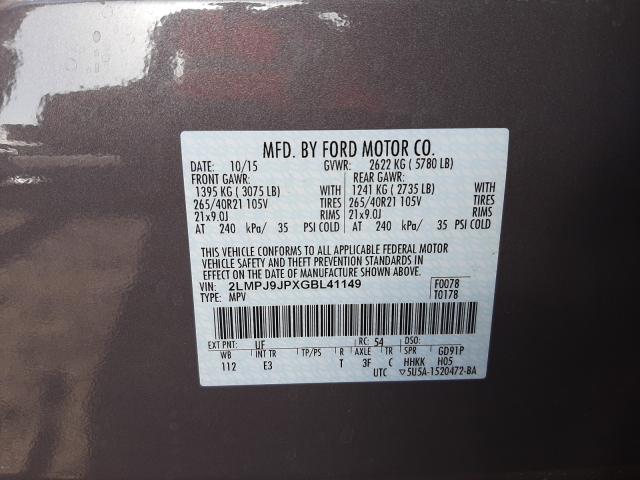 MFD. BY FORD MOTOR CO.
DATE: 10/15 GVWR: 2622 KG ( 5780 LB)
FRONT GAWR: REAR GAWR:
1395 KG ( 3075 LB) WITH 1241 KG ( 2735 LB) WITH
265/40R21 105V TIRES 265/40R21 105V TIRES
21x9.0J RIMS 21x9.0J RIMS
AT 240 kPa/ 35 PSI COLD AT 240 kPa/ 35 PSI COLD
THIS VEHICLE CONFORMS TO ALL APPLICABLE FEDERAL MOTOR
VEHICLE SAFETY AND THEFT PREVENTION STANDARDS IN
EFFECT ON THE DATE OF MANUFACTURE SHOWN ABOVE.
VIN: 2LMPJ9JPXGBL41149 F0078
TYPE: MPV T0178
EXT PNT: UF RC: 54 DSO:
WB INT TR TP/PS R AXLE TR SPR GD91P
112 E3 T 3F C HHKK H05
UTC ▽5U5A-1520472-BA